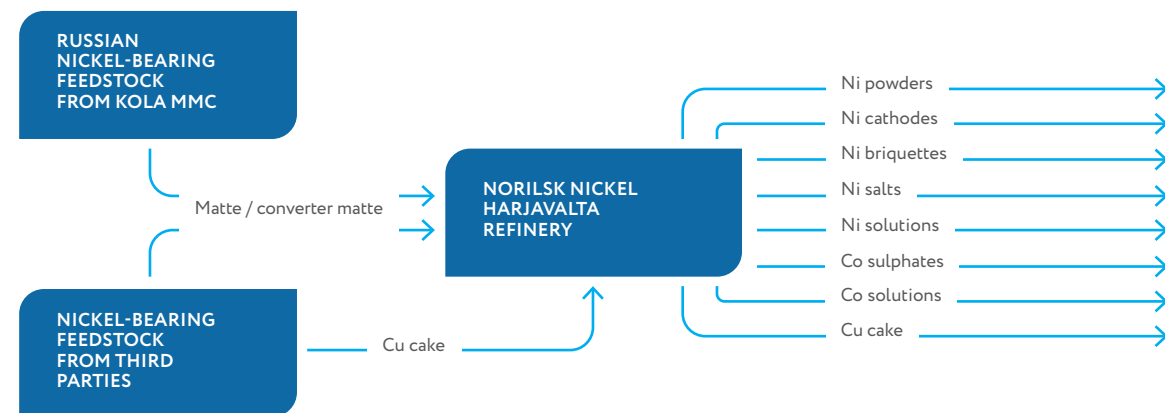 RUSSIAN
NICKEL-BEARING
FEEDSTOCK
FROM KOLA MMC
Matte / converter matte
NICKEL-BEARING
FEEDSTOCK
FROM THIRD
PARTIES
Cu cake
NORILSK NICKEL
HARJAVALTA
REFINERY
Ni powders
Ni cathodes
Ni briquettes
Ni salts
Ni solutions
Co sulphates
Co solutions
Cu cake